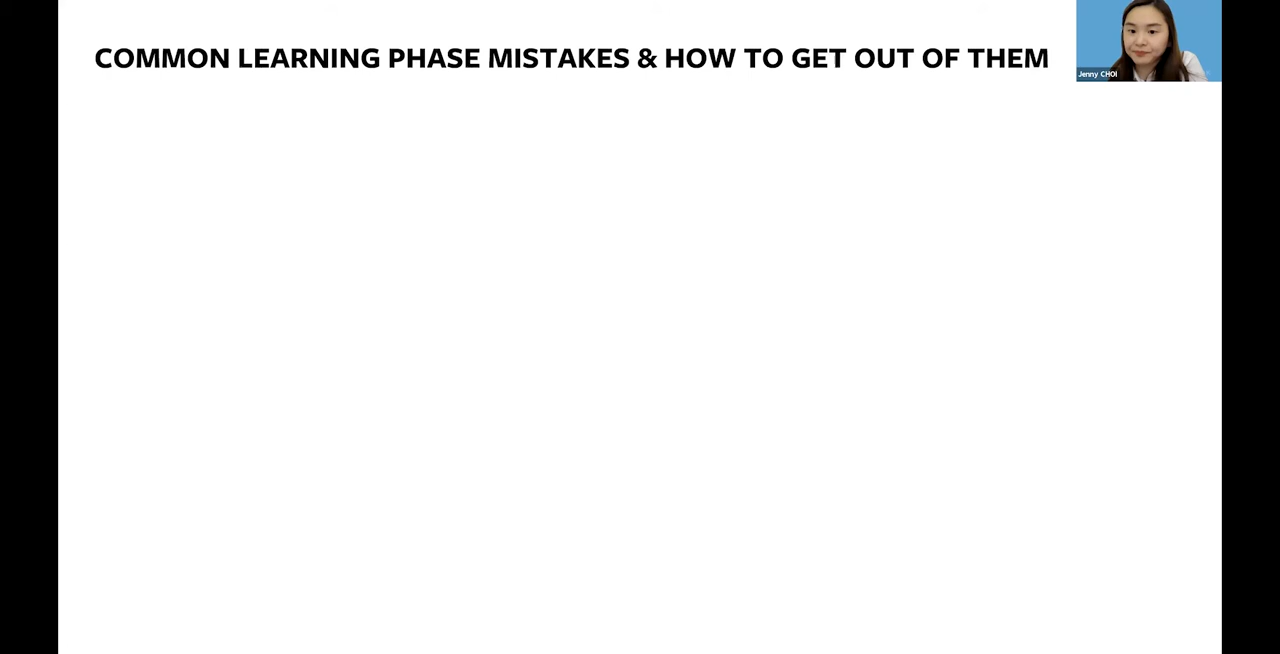 COMMON LEARNING PHASE MISTAKES & HOW TO GET OUT OF THEM
Jenny CHOI